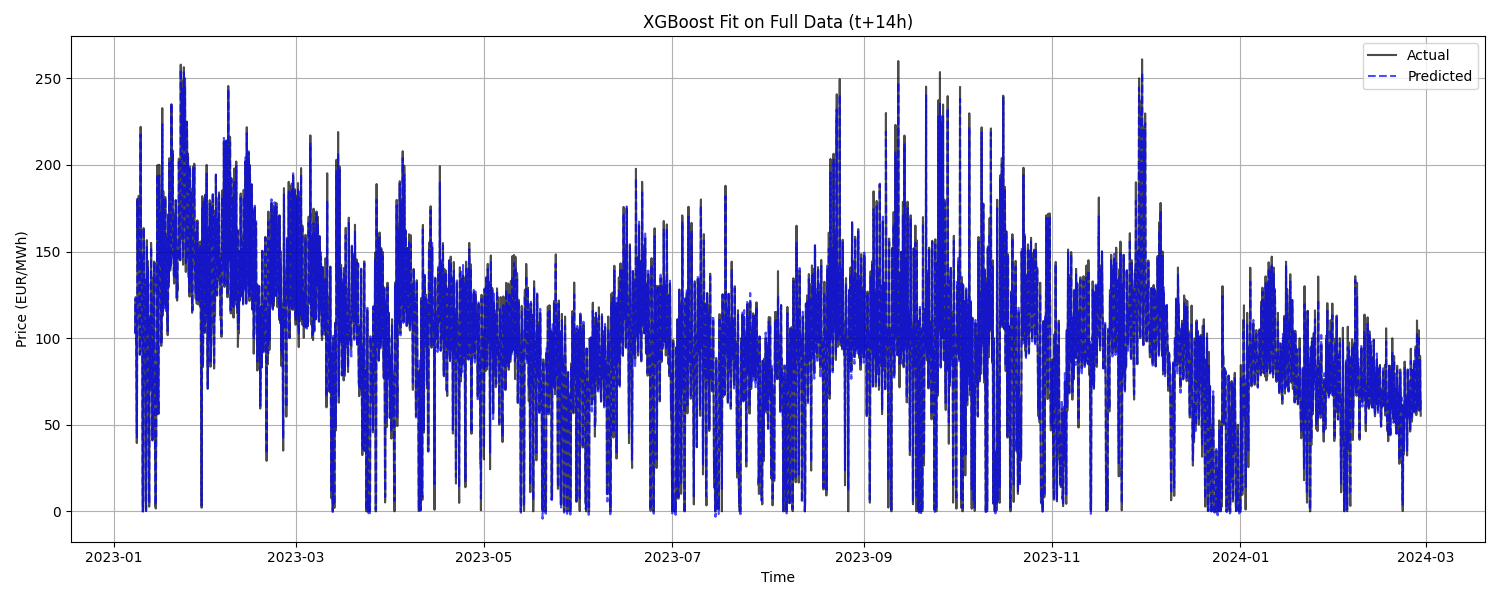 XGBoost Fit on Full Data (t+14h)
Actual
Predicted
Price (EUR/MWh)
250
200
150
100
50
0
2023-01
2023-03
2023-05
2023-07
2023-09
2023-11
2024-01
2024-03
Time